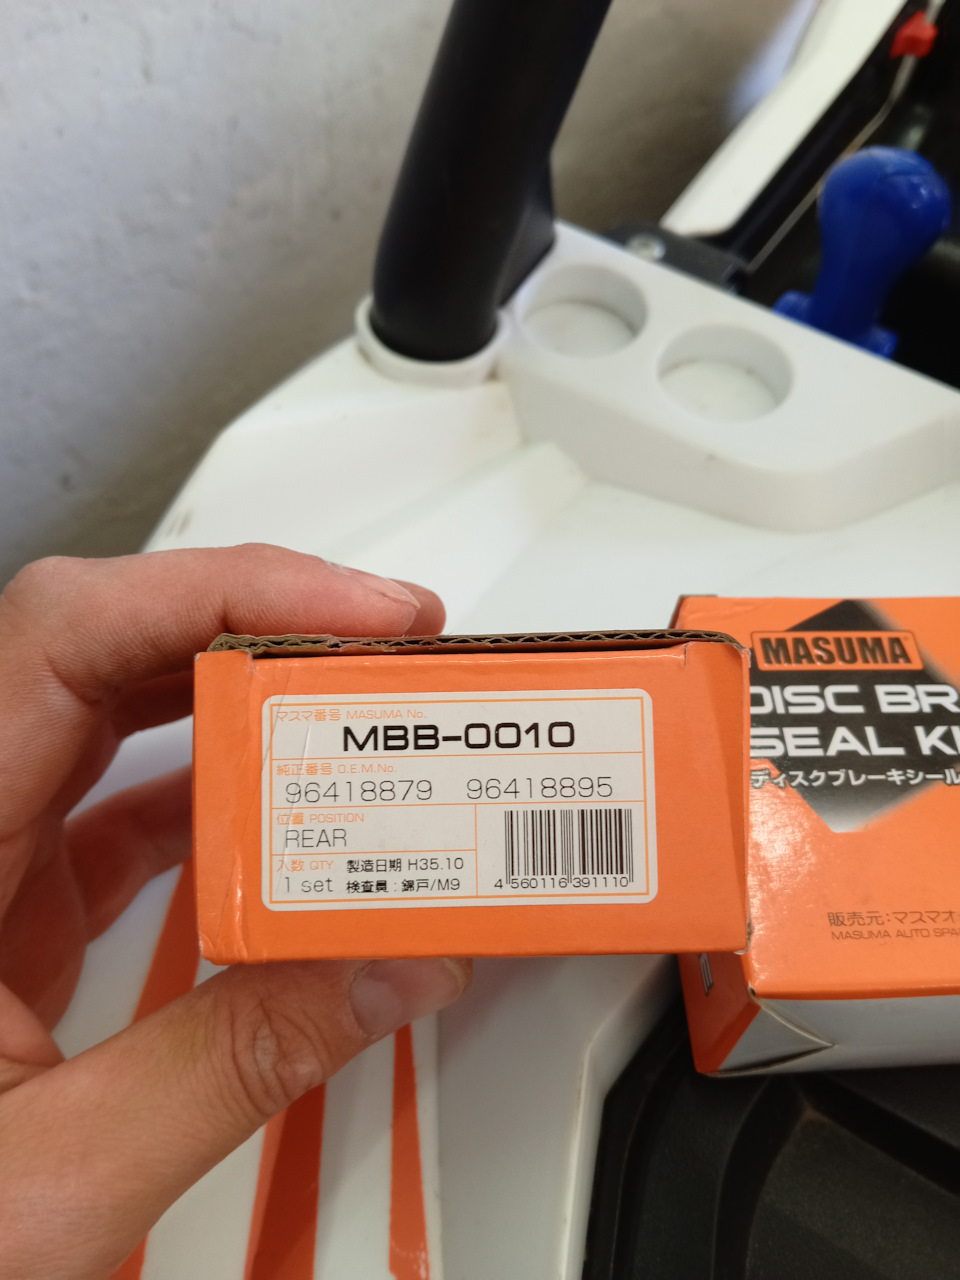 マスマ番号 MASUMA No.
MBB-0010
純正番号 O.E.M.No.
96418879 96418895
位置 POSITION
REAR
入数 QTY 製造日期 H35.10
1 set 検査員 : 錦戸/M9
4 560116 391110
MASUMA
DISC BR
SEAL KI
ディスクブレーキシール
販売元:マスマオ
MASUMA AUTO SPA